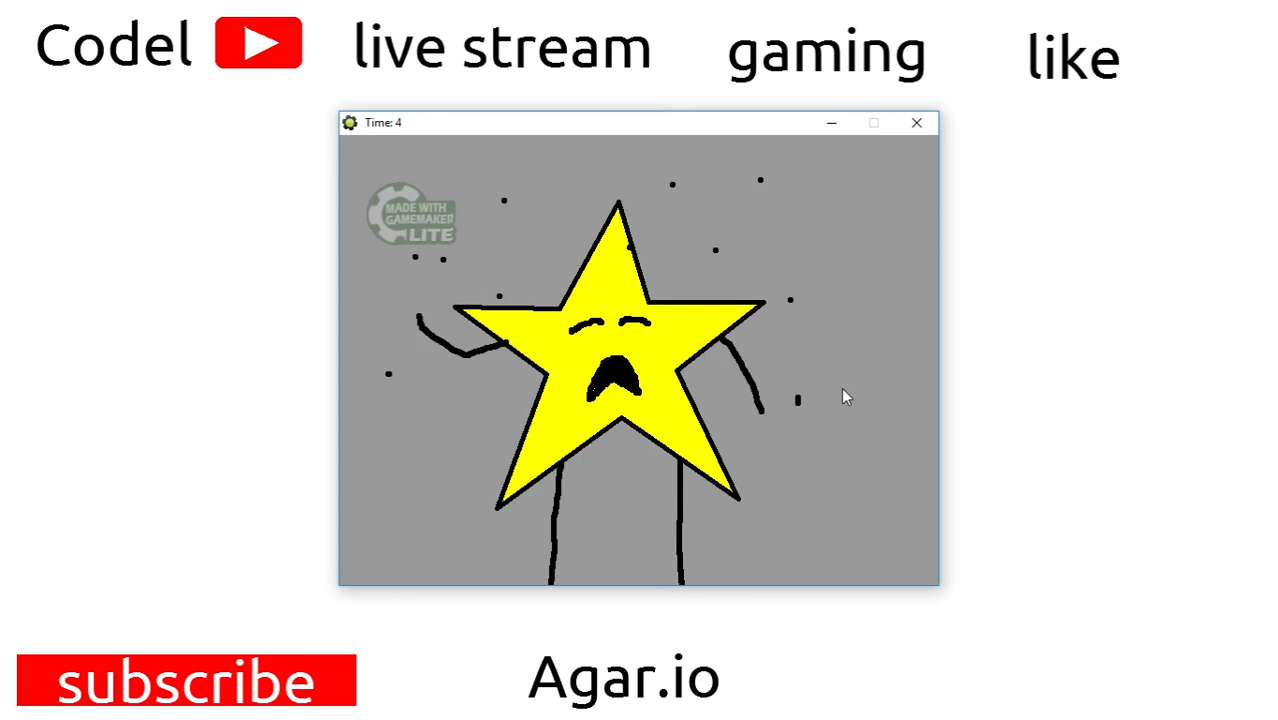 Codel
live stream
gaming
like
Time: 4
MADE WITH
GAMEMAKER
LITE
subscribe
Agar.io